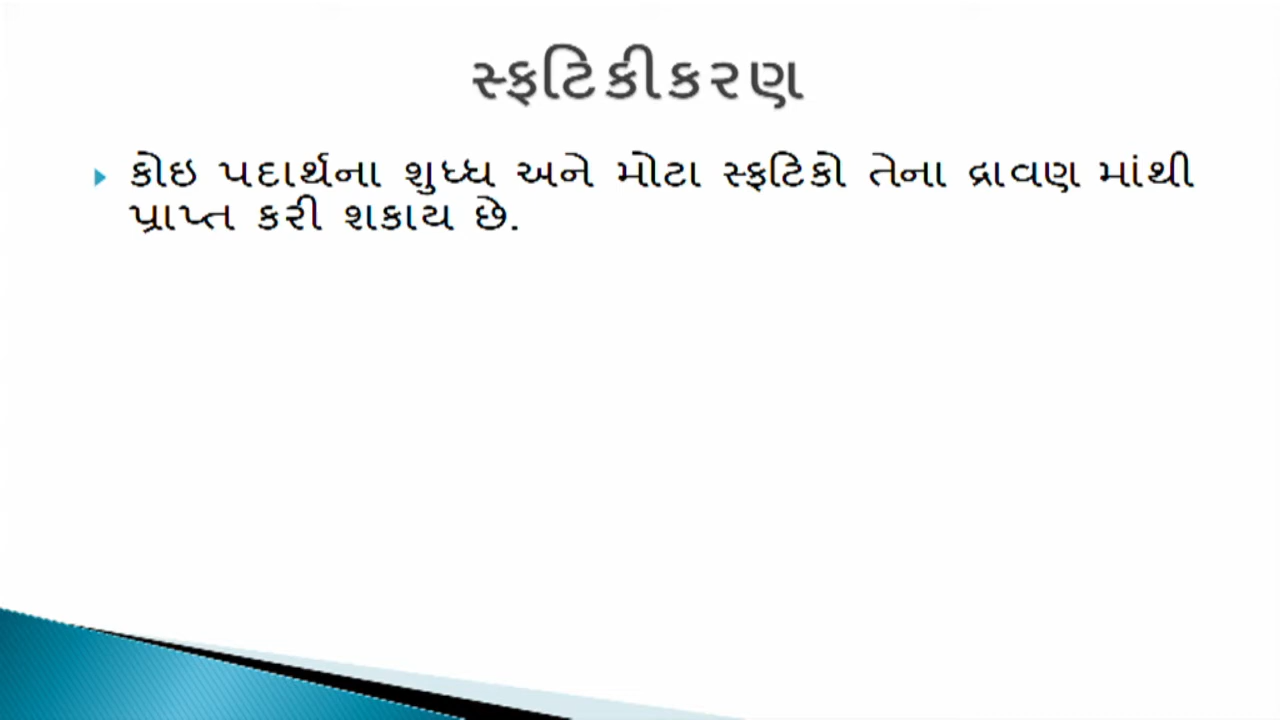 સ્ફટિકીકરણ
કોઇ પદાર્થના શુધ્ધ અને મોટા સ્ફટિકો તેના દ્રાવણ માંથી
પ્રાપ્ત કરી શકાય છે.